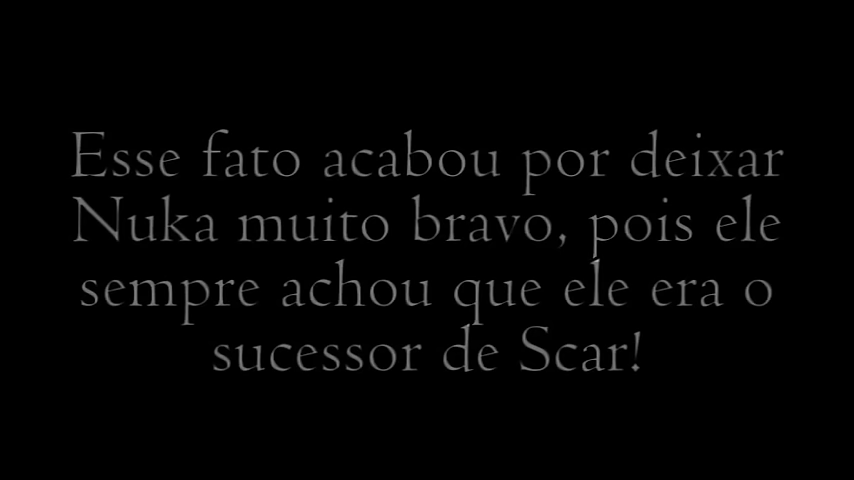 Esse fato acabou por deixar
Nuka muito bravo, pois ele
sempre achou que ele era o
sucessor de Scar!